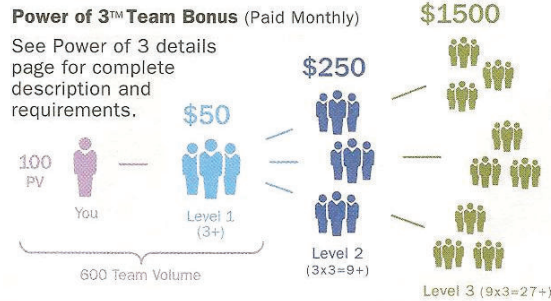 Power of 3™ Team Bonus (Paid Monthly)
See Power of 3 details
page for complete
description and
requirements.
$50
$250
$1500
100
PV
You
Level 1
(3+)
600 Team Volume
Level 2
(3x3=9+)
Level 3 (9x3=27+)